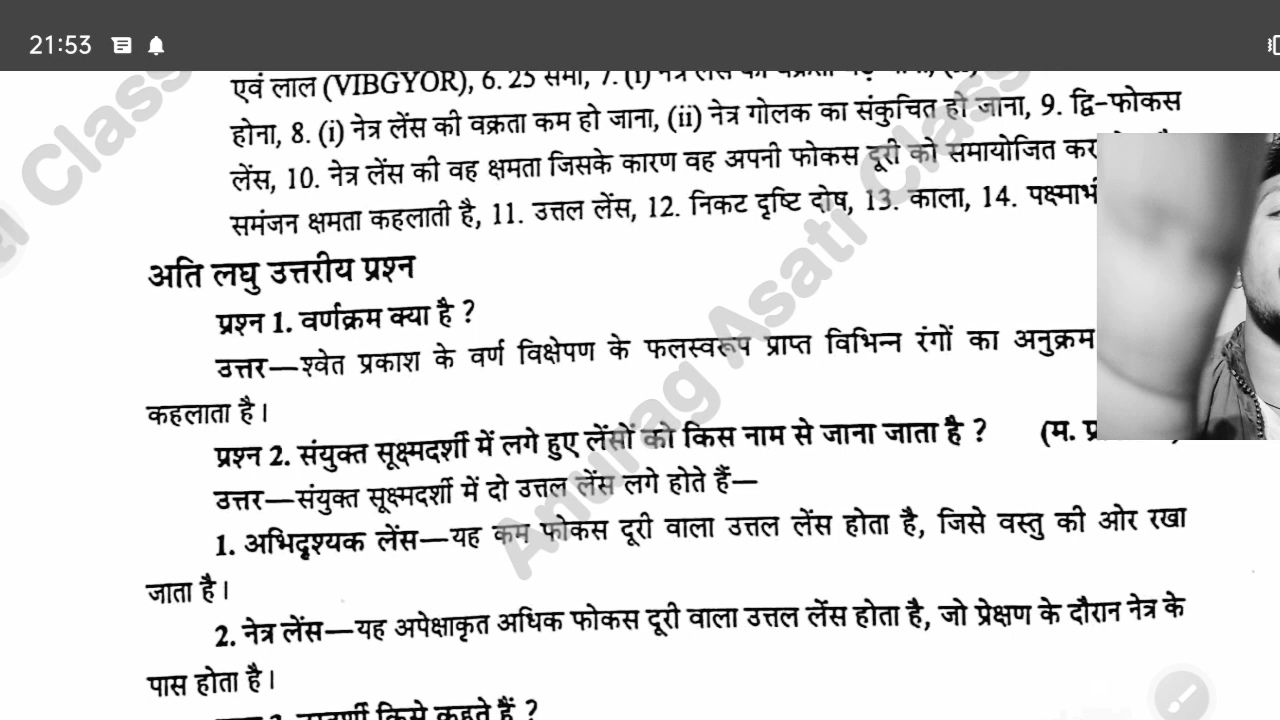 21:53
एवं लाल (VIBGYOR), 6. 25 सेमी, 7. (i) नेत्र लेंस की वक्रता
होना, 8. (i) नेत्र लेंस की वक्रता कम हो जाना, (ii) नेत्र गोलक का संकुचित हो जाना, 9. द्वि-फोकस
लेंस, 10. नेत्र लेंस की वह क्षमता जिसके कारण वह अपनी फोकस दूरी को समायोजित कर
समंजन क्षमता कहलाती है, 11. उत्तल लेंस, 12. निकट दृष्टि दोष, 13. काला, 14.
अति लघु उत्तरीय प्रश्न
प्रश्न 1. वर्णक्रम क्या है ?
उत्तर—श्वेत प्रकाश के वर्ण विक्षेपण के फलस्वरूप प्राप्त विभिन्न रंगों का अनुक्रम
कहलाता है।
प्रश्न 2. संयुक्त सूक्ष्मदर्शी में लगे हुए लेंसों को किस नाम से जाना जाता है ? (म.
उत्तर—संयुक्त सूक्ष्मदर्शी में दो उत्तल लेंस लगे होते हैं—
1. अभिदृश्यक लेंस—यह कम फोकस दूरी वाला उत्तल लेंस होता है, जिसे वस्तु की ओर रखा
जाता है।
2. नेत्र लेंस—यह अपेक्षाकृत अधिक फोकस दूरी वाला उत्तल लेंस होता है, जो प्रेक्षण के दौरान नेत्र के
पास होता है।
किसे कहते हैं ?
Anurag Asati Class